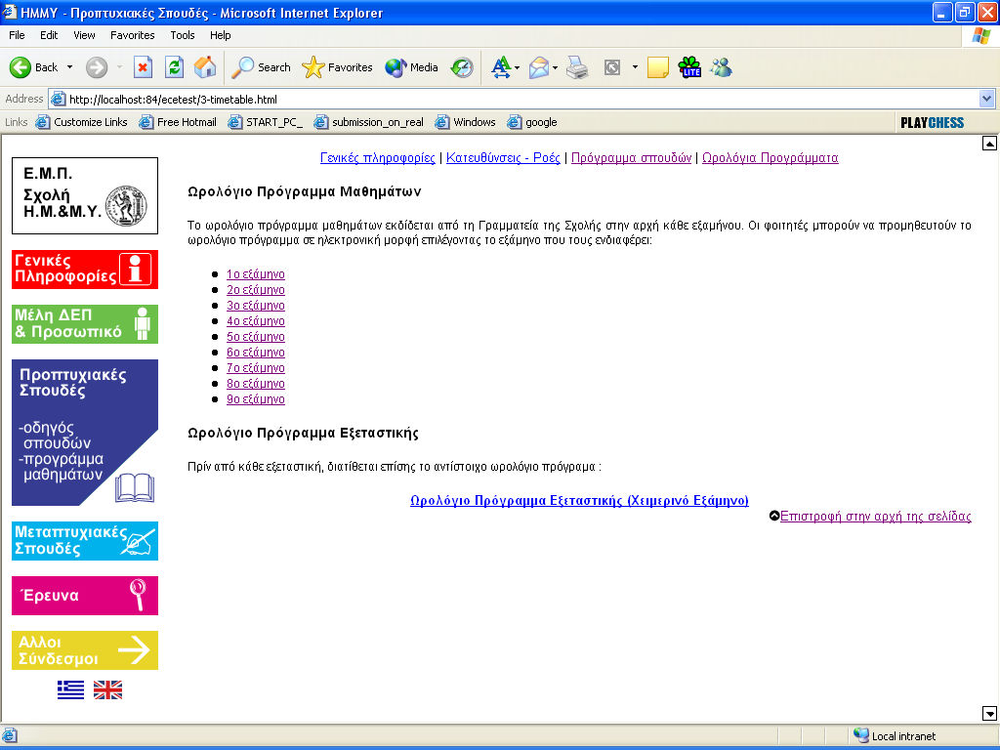 HMMY - Προπτυχιακές Σπουδές - Microsoft Internet Explorer
File Edit View Favorites Tools Help
Back Search Favorites Media LITE
Address http://localhost:84/ecetest/3-timetable.html
Links Customize Links Free Hotmail START_PC_ submission_on_real Windows google PLAYCHESS
Γενικές πληροφορίες | Κατευθύνσεις - Ροές | Πρόγραμμα σπουδών | Ωρολόγια Προγράμματα
Ε.Μ.Π.
Σχολή
Η.Μ.&Μ.Υ.
Γενικές
Πληροφορίες
Μέλη ΔΕΠ
& Προσωπικό
Προπτυχιακές
Σπουδές
-οδηγός
σπουδών
-πρόγραμμα
μαθημάτων
Μεταπτυχιακές
Σπουδές
Έρευνα
Αλλοι
Σύνδεσμοι
Ωρολόγιο Πρόγραμμα Μαθημάτων
Το ωρολόγιο πρόγραμμα μαθημάτων εκδίδεται από τη Γραμματεία της Σχολής στην αρχή κάθε εξαμήνου. Οι φοιτητές μπορούν να προμηθευτούν το
ωρολόγιο πρόγραμμα σε ηλεκτρονική μορφή επιλέγοντας το εξάμηνο που τους ενδιαφέρει:
1ο εξάμηνο
2ο εξάμηνο
3ο εξάμηνο
4ο εξάμηνο
5ο εξάμηνο
6ο εξάμηνο
7ο εξάμηνο
8ο εξάμηνο
9ο εξάμηνο
Ωρολόγιο Πρόγραμμα Εξεταστικής
Πρίν από κάθε εξεταστική, διατίθεται επίσης το αντίστοιχο ωρολόγιο πρόγραμα :
Ωρολόγιο Πρόγραμμα Εξεταστικής (Χειμερινό Εξάμηνο)
Επιστροφή στην αρχή της σελίδας
Local intranet